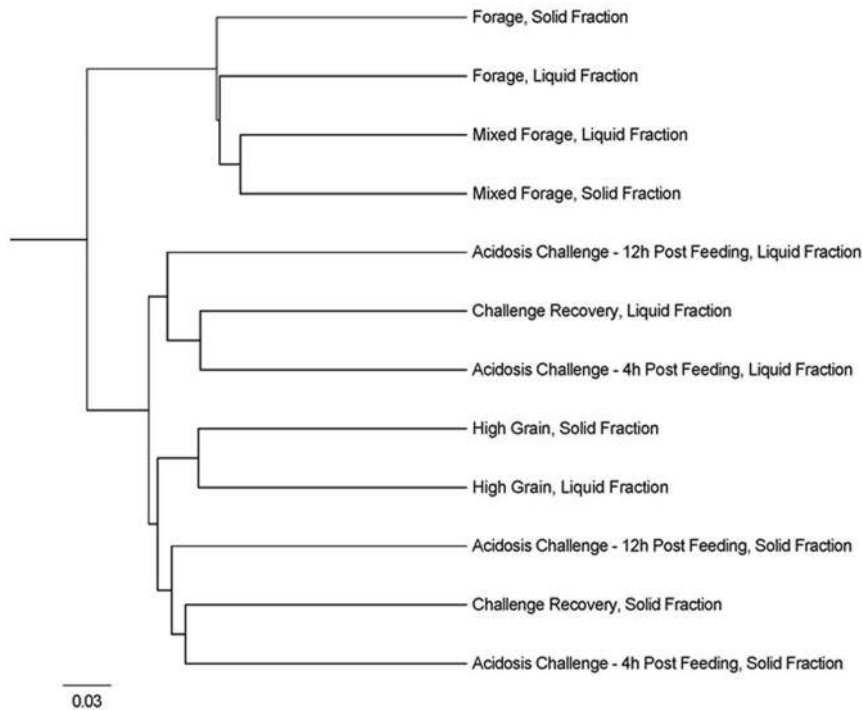 Forage, Solid Fraction
Forage, Liquid Fraction
Mixed Forage, Liquid Fraction
Mixed Forage, Solid Fraction
Acidosis Challenge - 12h Post Feeding, Liquid Fraction
Challenge Recovery, Liquid Fraction
Acidosis Challenge - 4h Post Feeding, Liquid Fraction
High Grain, Solid Fraction
High Grain, Liquid Fraction
Acidosis Challenge - 12h Post Feeding, Solid Fraction
Challenge Recovery, Solid Fraction
Acidosis Challenge - 4h Post Feeding, Solid Fraction
0.03